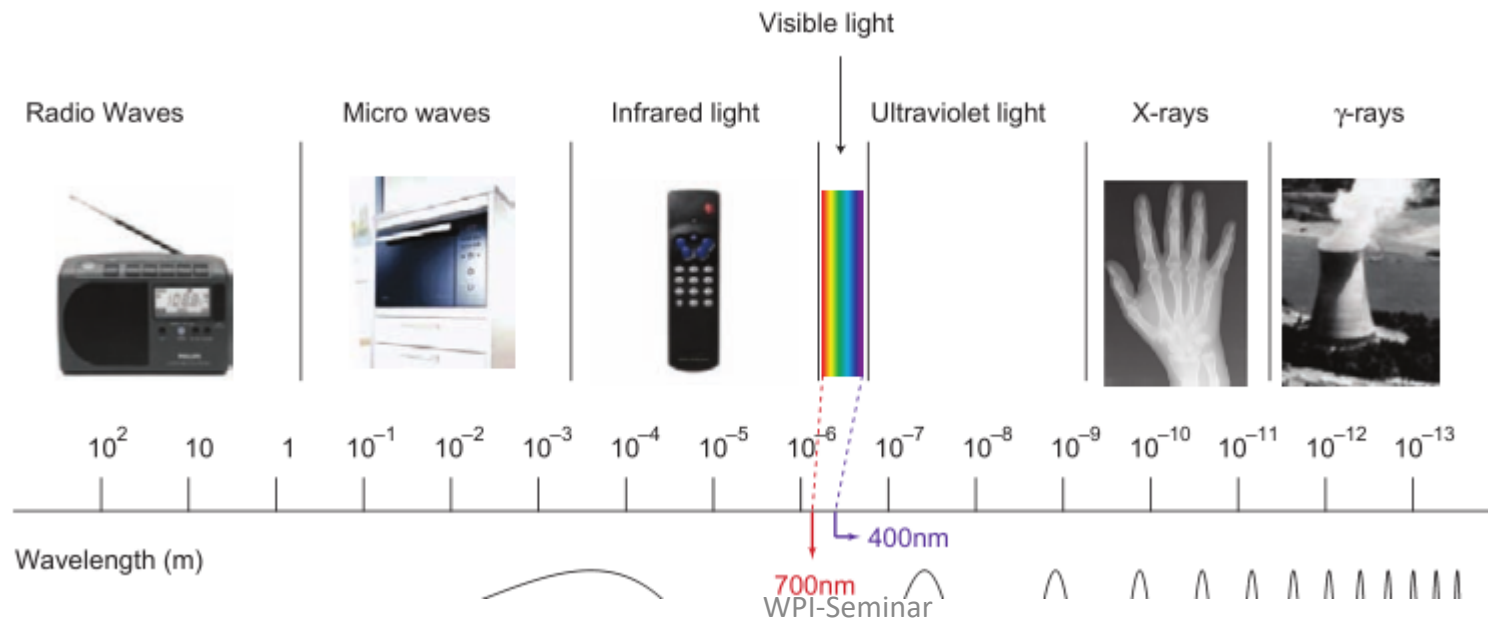 Visible light
Radio Waves Micro waves Infrared light Ultraviolet light X-rays γ-rays
10² 10 1 10⁻¹ 10⁻² 10⁻³ 10⁻⁴ 10⁻⁵ 10⁻⁶ 10⁻⁷ 10⁻⁸ 10⁻⁹ 10⁻¹⁰ 10⁻¹¹ 10⁻¹² 10⁻¹³
400nm
Wavelength (m)
700nm
WPI-Seminar